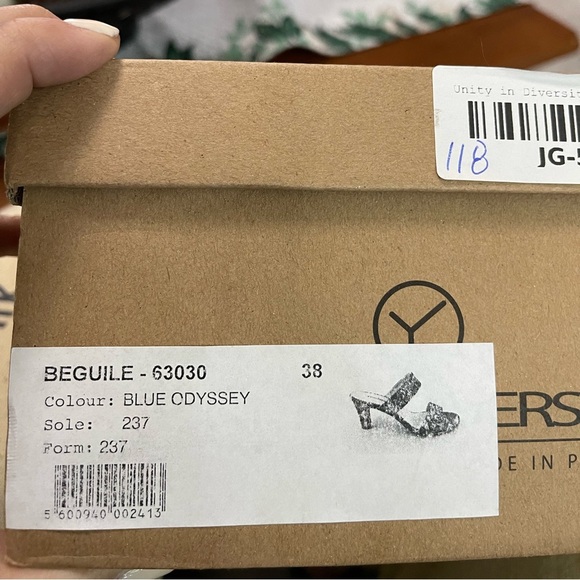 Unity in Diversit
118
JG-5
BEGUILE - 63030 38
Colour: BLUE ODYSSEY
Sole: 237
Form: 237
5 600940 002413
ERS
DE IN P